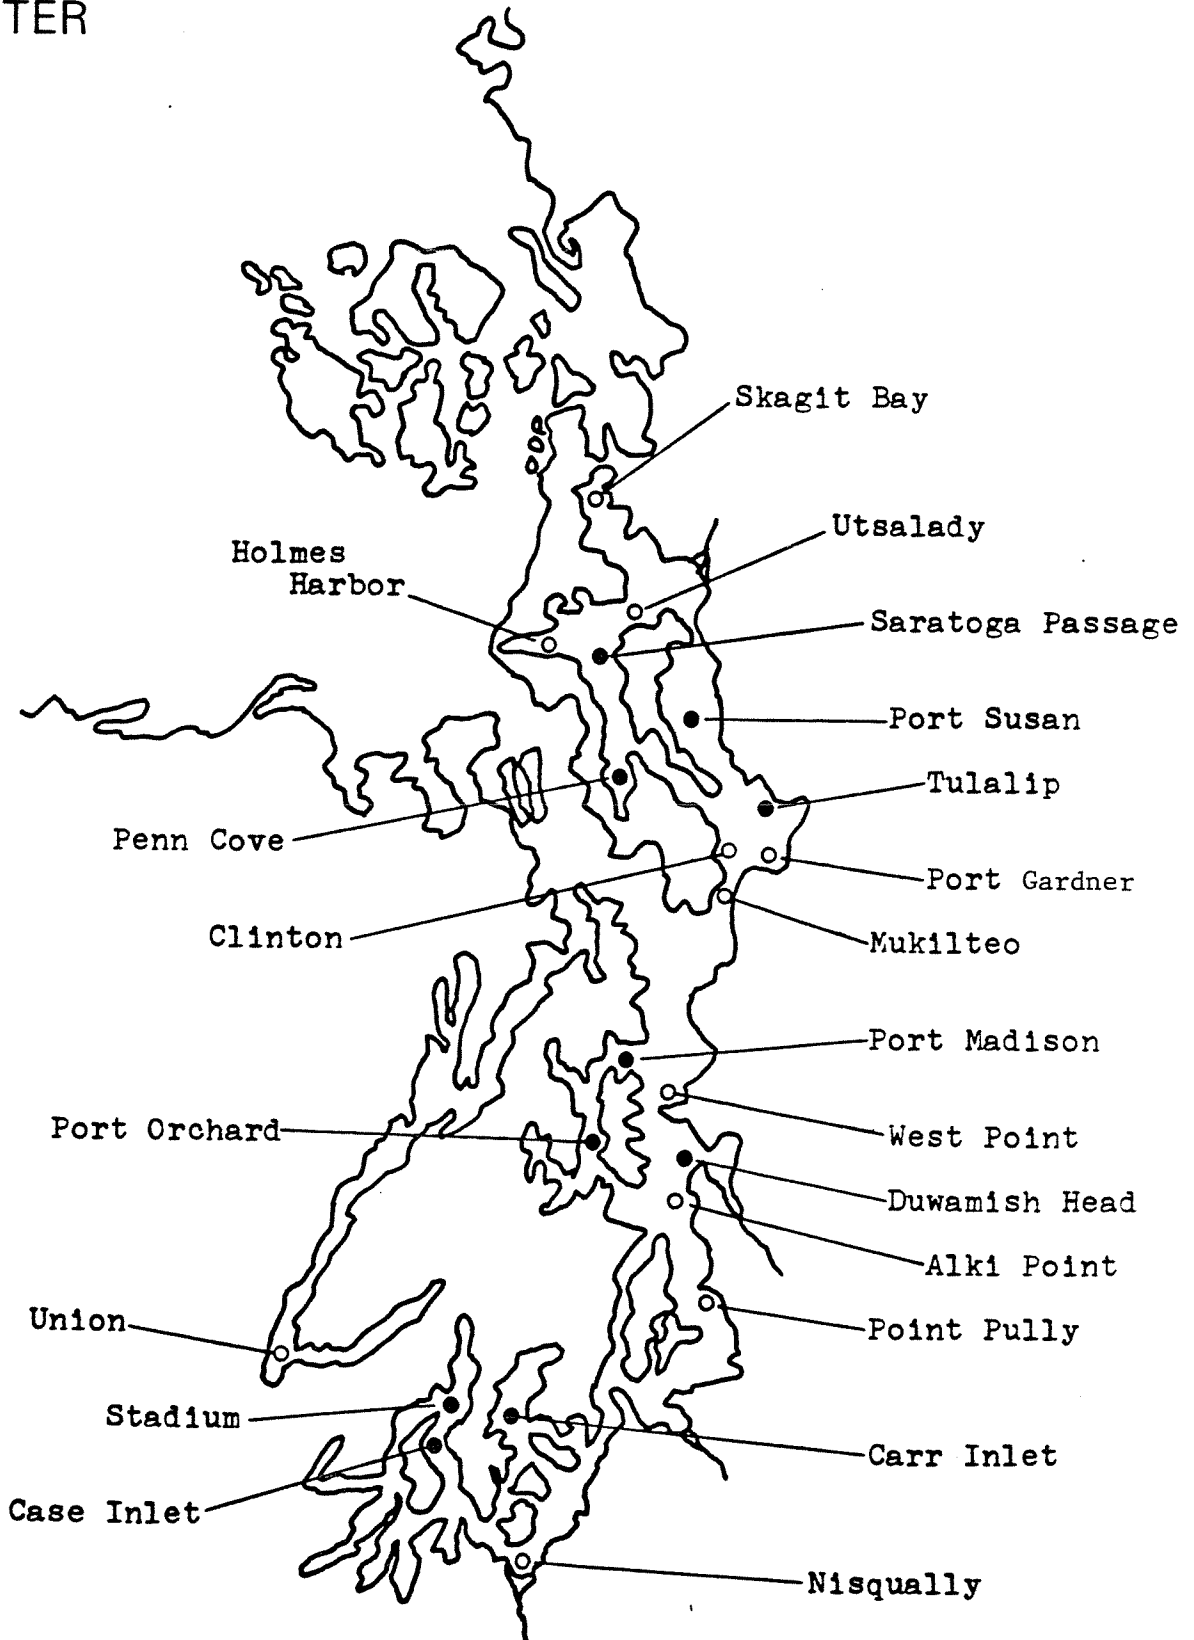 TER
Skagit Bay
Utsalady
Holmes
Harbor
Saratoga Passage
Port Susan
Tulalip
Penn Cove
Port Gardner
Clinton
Mukilteo
Port Madison
Port Orchard
West Point
Duwamish Head
Alki Point
Union
Point Pully
Stadium
Carr Inlet
Case Inlet
Nisqually